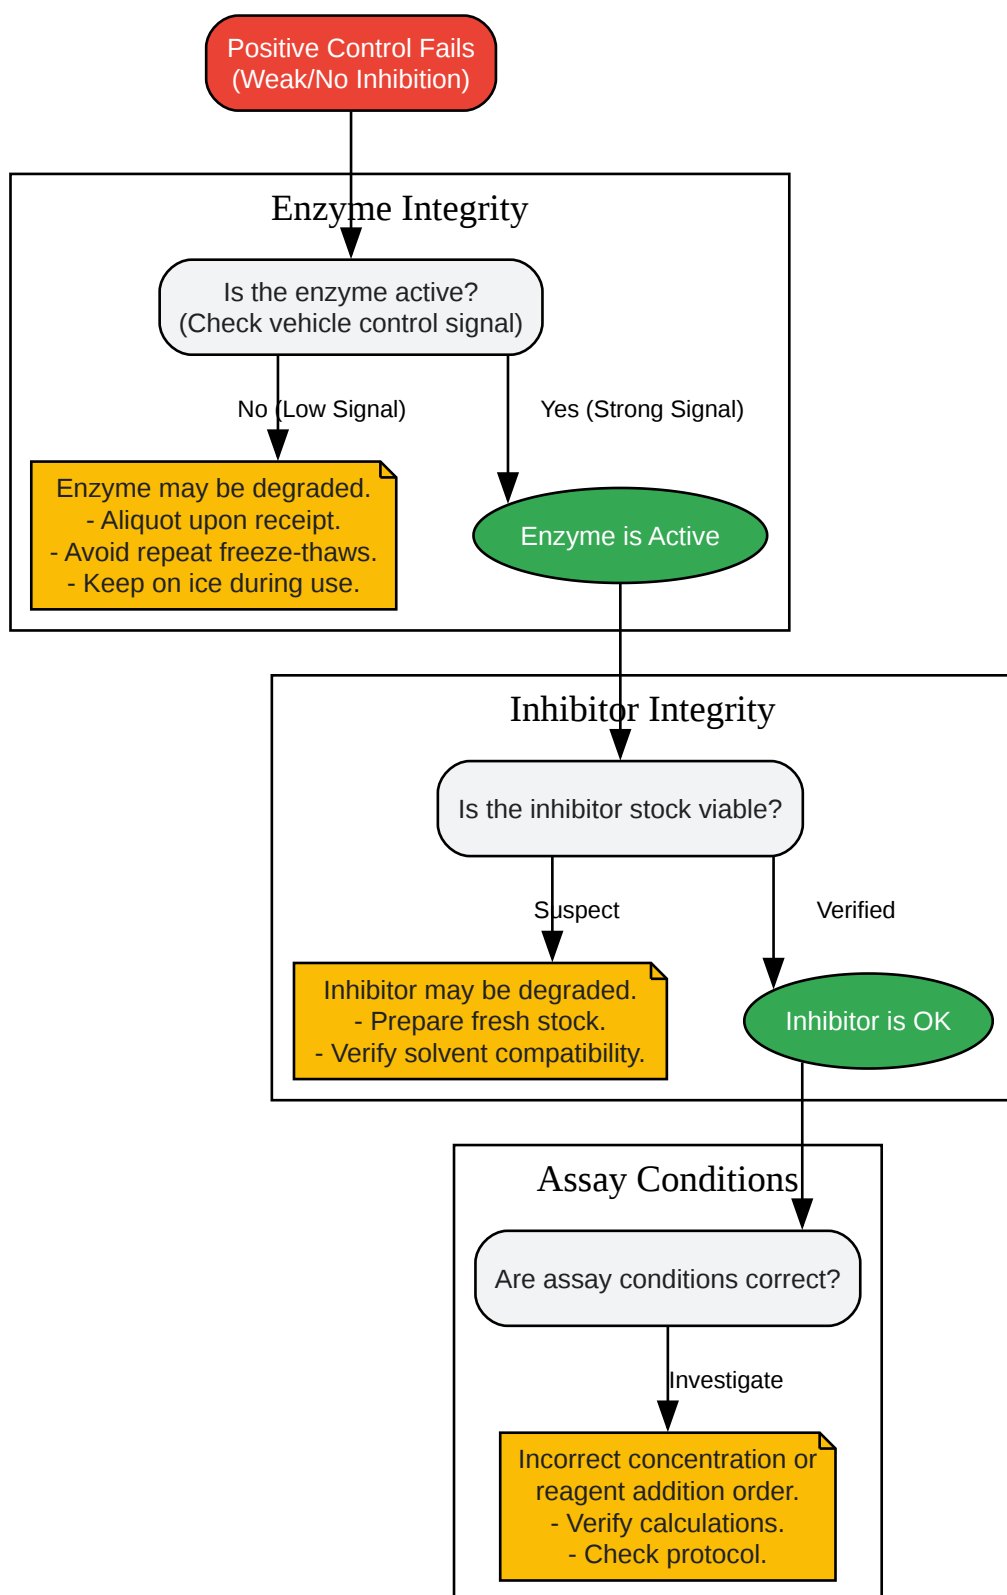 Positive Control Fails
(Weak/No Inhibition)
Enzyme Integrity
Is the enzyme active?
(Check vehicle control signal)
No (Low Signal)
Yes (Strong Signal)
Enzyme may be degraded.
- Aliquot upon receipt.
- Avoid repeat freeze-thaws.
- Keep on ice during use.
Enzyme is Active
Inhibitor Integrity
Is the inhibitor stock viable?
Suspect
Verified
Inhibitor may be degraded.
- Prepare fresh stock.
- Verify solvent compatibility.
Inhibitor is OK
Assay Conditions
Are assay conditions correct?
Investigate
Incorrect concentration or
reagent addition order.
- Verify calculations.
- Check protocol.